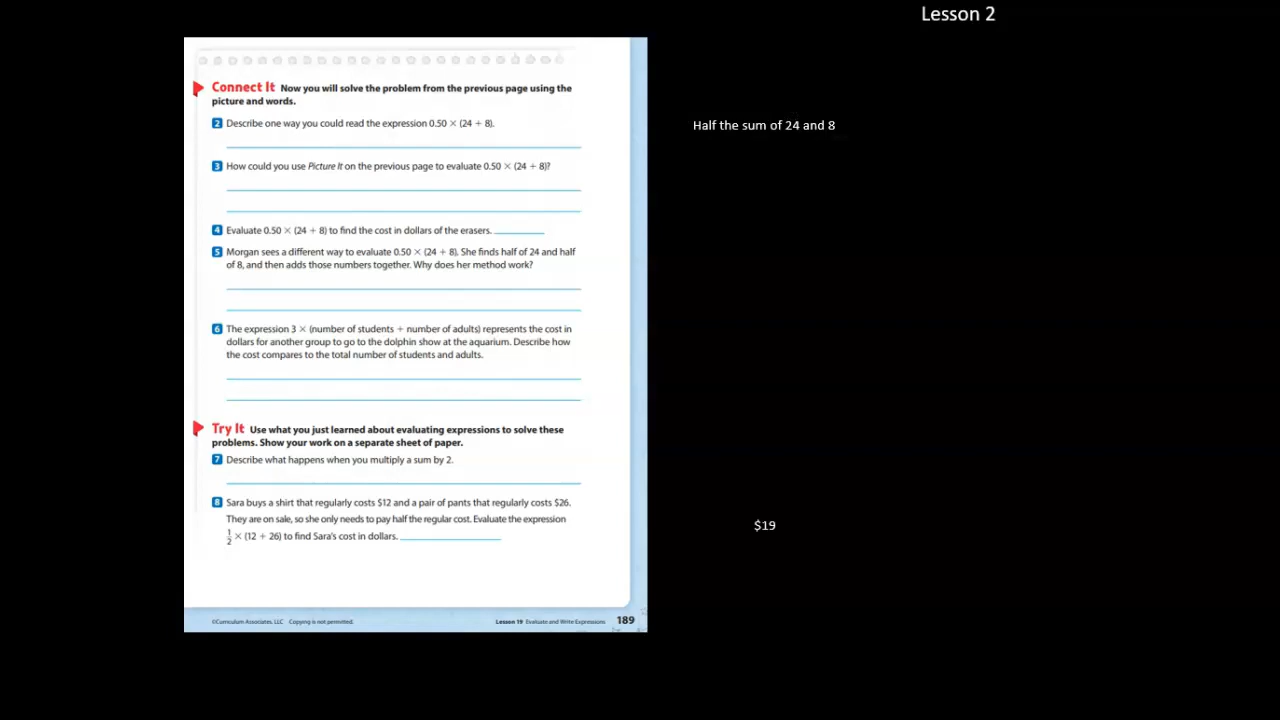 Lesson 2
Connect It Now you will solve the problem from the previous page using the
picture and words.
2 Describe one way you could read the expression 0.50 × (24 + 8).
Half the sum of 24 and 8
3 How could you use Picture It on the previous page to evaluate 0.50 × (24 + 8)?
4 Evaluate 0.50 × (24 + 8) to find the cost in dollars of the erasers.
5 Morgan sees a different way to evaluate 0.50 × (24 + 8). She finds half of 24 and half
of 8, and then adds those numbers together. Why does her method work?
6 The expression 3 × (number of students + number of adults) represents the cost in
dollars for another group to go to the dolphin show at the aquarium. Describe how
the cost compares to the total number of students and adults.
Try It Use what you just learned about evaluating expressions to solve these
problems. Show your work on a separate sheet of paper.
7 Describe what happens when you multiply a sum by 2.
8 Sara buys a shirt that regularly costs $12 and a pair of pants that regularly costs $26.
They are on sale, so she only needs to pay half the regular cost. Evaluate the expression
1/2 × (12 + 26) to find Sara's cost in dollars.
$19
©Curriculum Associates, LLC Copying is not permitted.
Lesson 19 Evaluate and Write Expressions 189